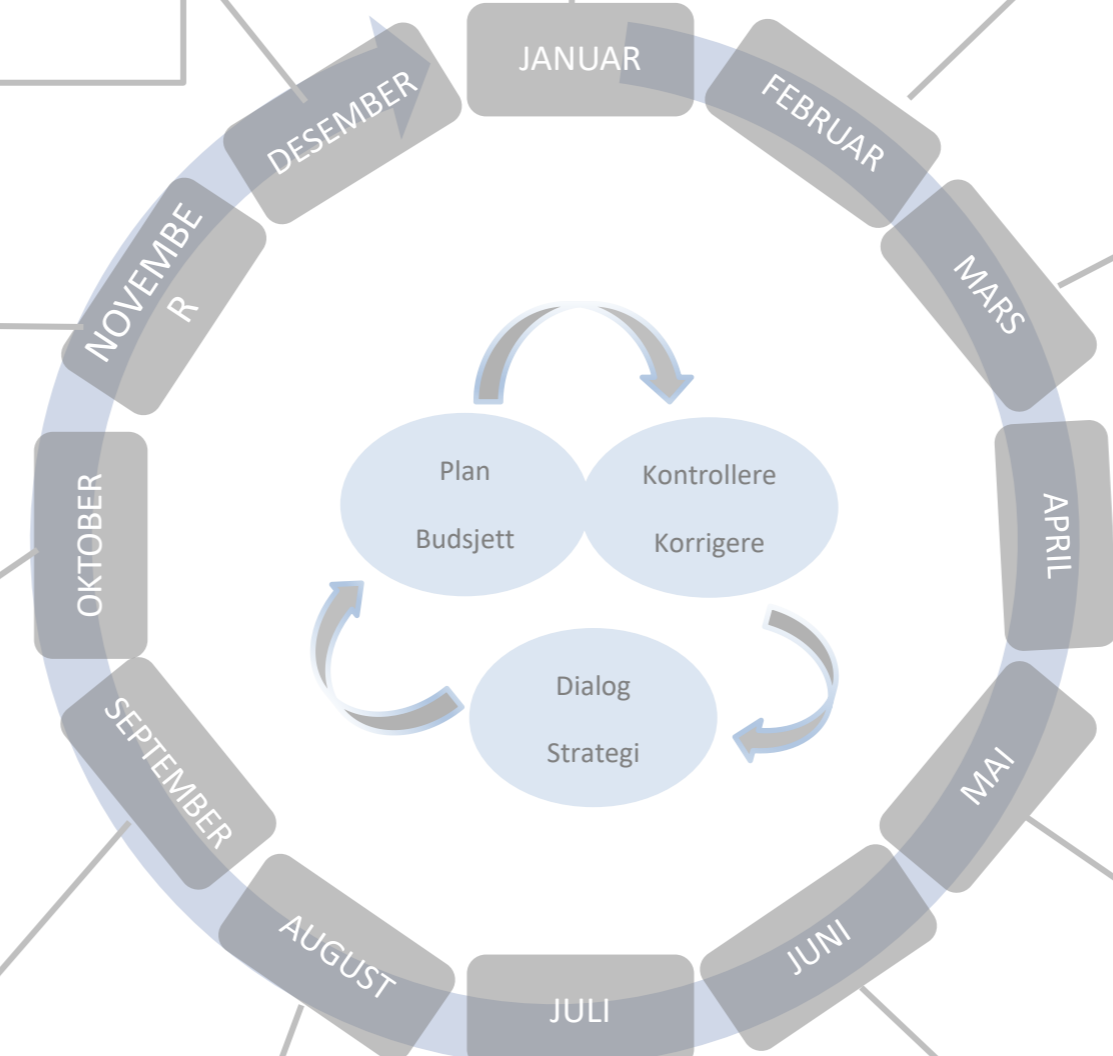 JANUAR
FEBRUAR
MARS
APRIL
MAI
JUNI
JULI
AUGUST
SEPTEMBER
OKTOBER
NOVEMBE
R
DESEMBER
Plan
Budsjett
Kontrollere
Korrigere
Dialog
Strategi